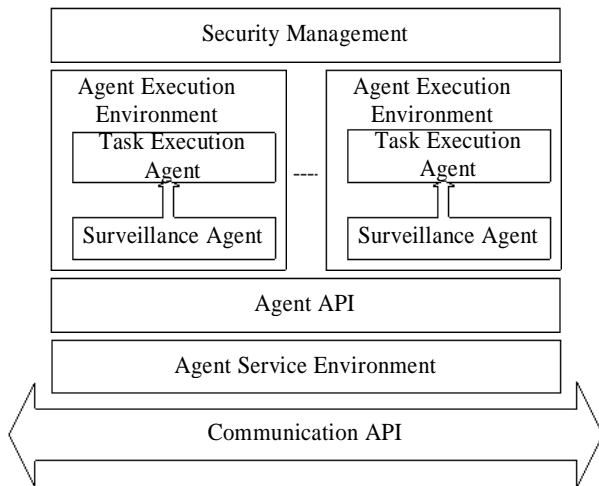 Security Management
Agent Execution
Environment
Task Execution
Agent
Surveillance Agent
----
Agent Execution
Environment
Task Execution
Agent
Surveillance Agent
Agent API
Agent Service Environment
Communication API